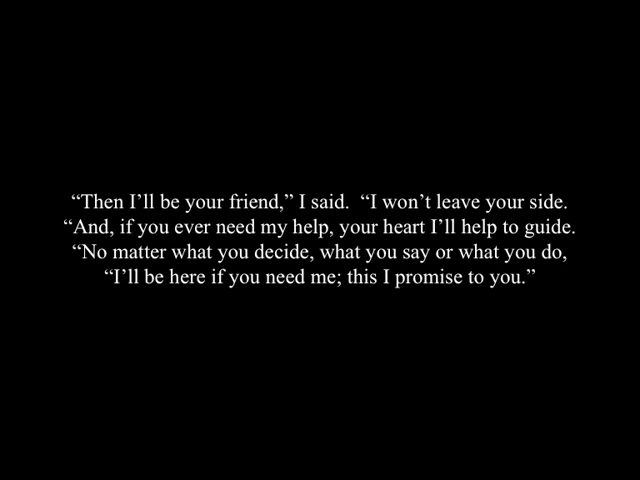 “Then I’ll be your friend,” I said.  “I won’t leave your side.
“And, if you ever need my help, your heart I’ll help to guide.
“No matter what you decide, what you say or what you do,
“I’ll be here if you need me; this I promise to you.”